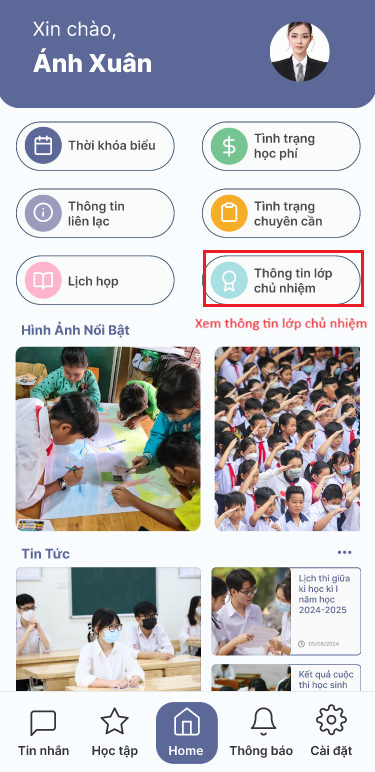 Xin chào,
Ánh Xuân
Thời khóa biểu
Tình trạng
học phí
Thông tin
liên lạc
Tình trạng
chuyên cần
Lịch họp
Thông tin lớp
chủ nhiệm
Xem thông tin lớp chủ nhiệm
Hình Ảnh Nổi Bật
Tin Tức
Lịch thi giữa
kì học kì I
năm học
2024-2025
05/08/2024
Kết quả cuộc
thi học sinh
Tin nhắn
Học tập
Home
Thông báo
Cài đặt